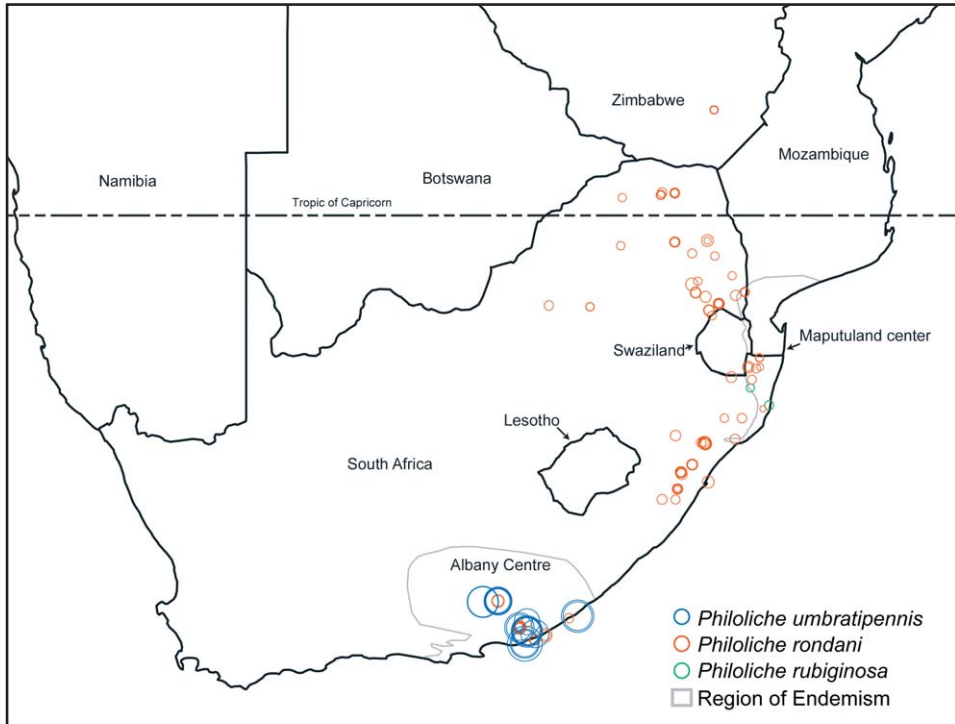 Zimbabwe
Mozambique
Namibia
Botswana
Tropic of Capricorn
Maputuland center
Swaziland
Lesotho
South Africa
Albany Centre
Philoliche umbratipennis
Philoliche rondani
Philoliche rubiginosa
Region of Endemism